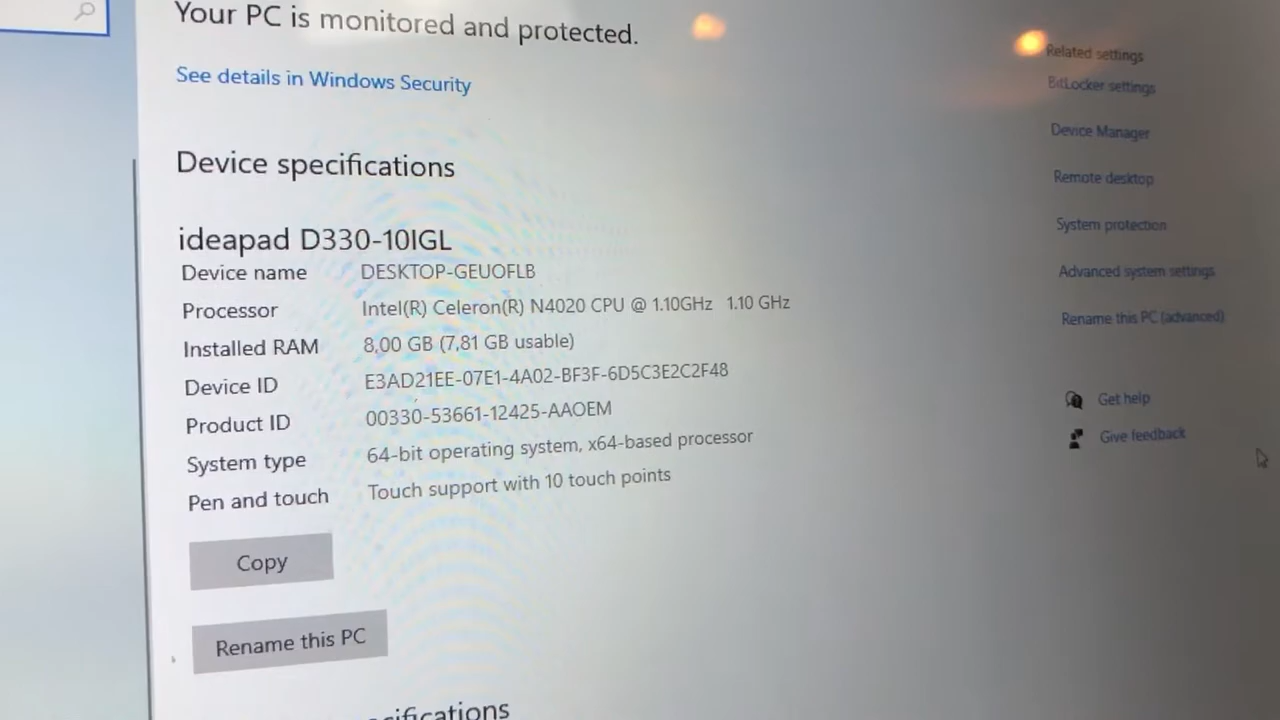 Your PC is monitored and protected.
See details in Windows Security
Device specifications
ideapad D330-10IGL
Device name DESKTOP-GEUOFLB
Processor Intel(R) Celeron(R) N4020 CPU @ 1.10GHz 1.10 GHz
Installed RAM 8,00 GB (7,81 GB usable)
Device ID E3AD21EE-07E1-4A02-BF3F-6D5C3E2C2F48
Product ID 00330-53661-12425-AAOEM
System type 64-bit operating system, x64-based processor
Pen and touch Touch support with 10 touch points
Copy
Rename this PC
Related settings
BitLocker settings
Device Manager
Remote desktop
System protection
Advanced system settings
Rename this PC (advanced)
Get help
Give feedback